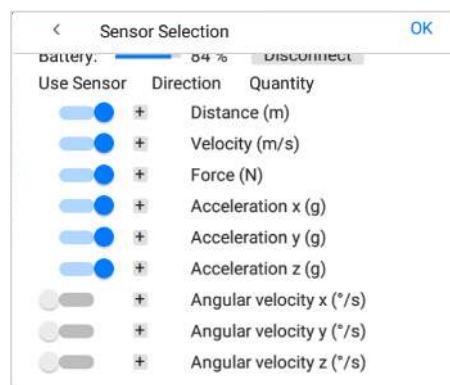 < Sensor Selection OK
Battery: 84 % Disconnect
Use Sensor Direction Quantity
+ Distance (m)
+ Velocity (m/s)
+ Force (N)
+ Acceleration x (g)
+ Acceleration y (g)
+ Acceleration z (g)
+ Angular velocity x (°/s)
+ Angular velocity y (°/s)
+ Angular velocity z (°/s)